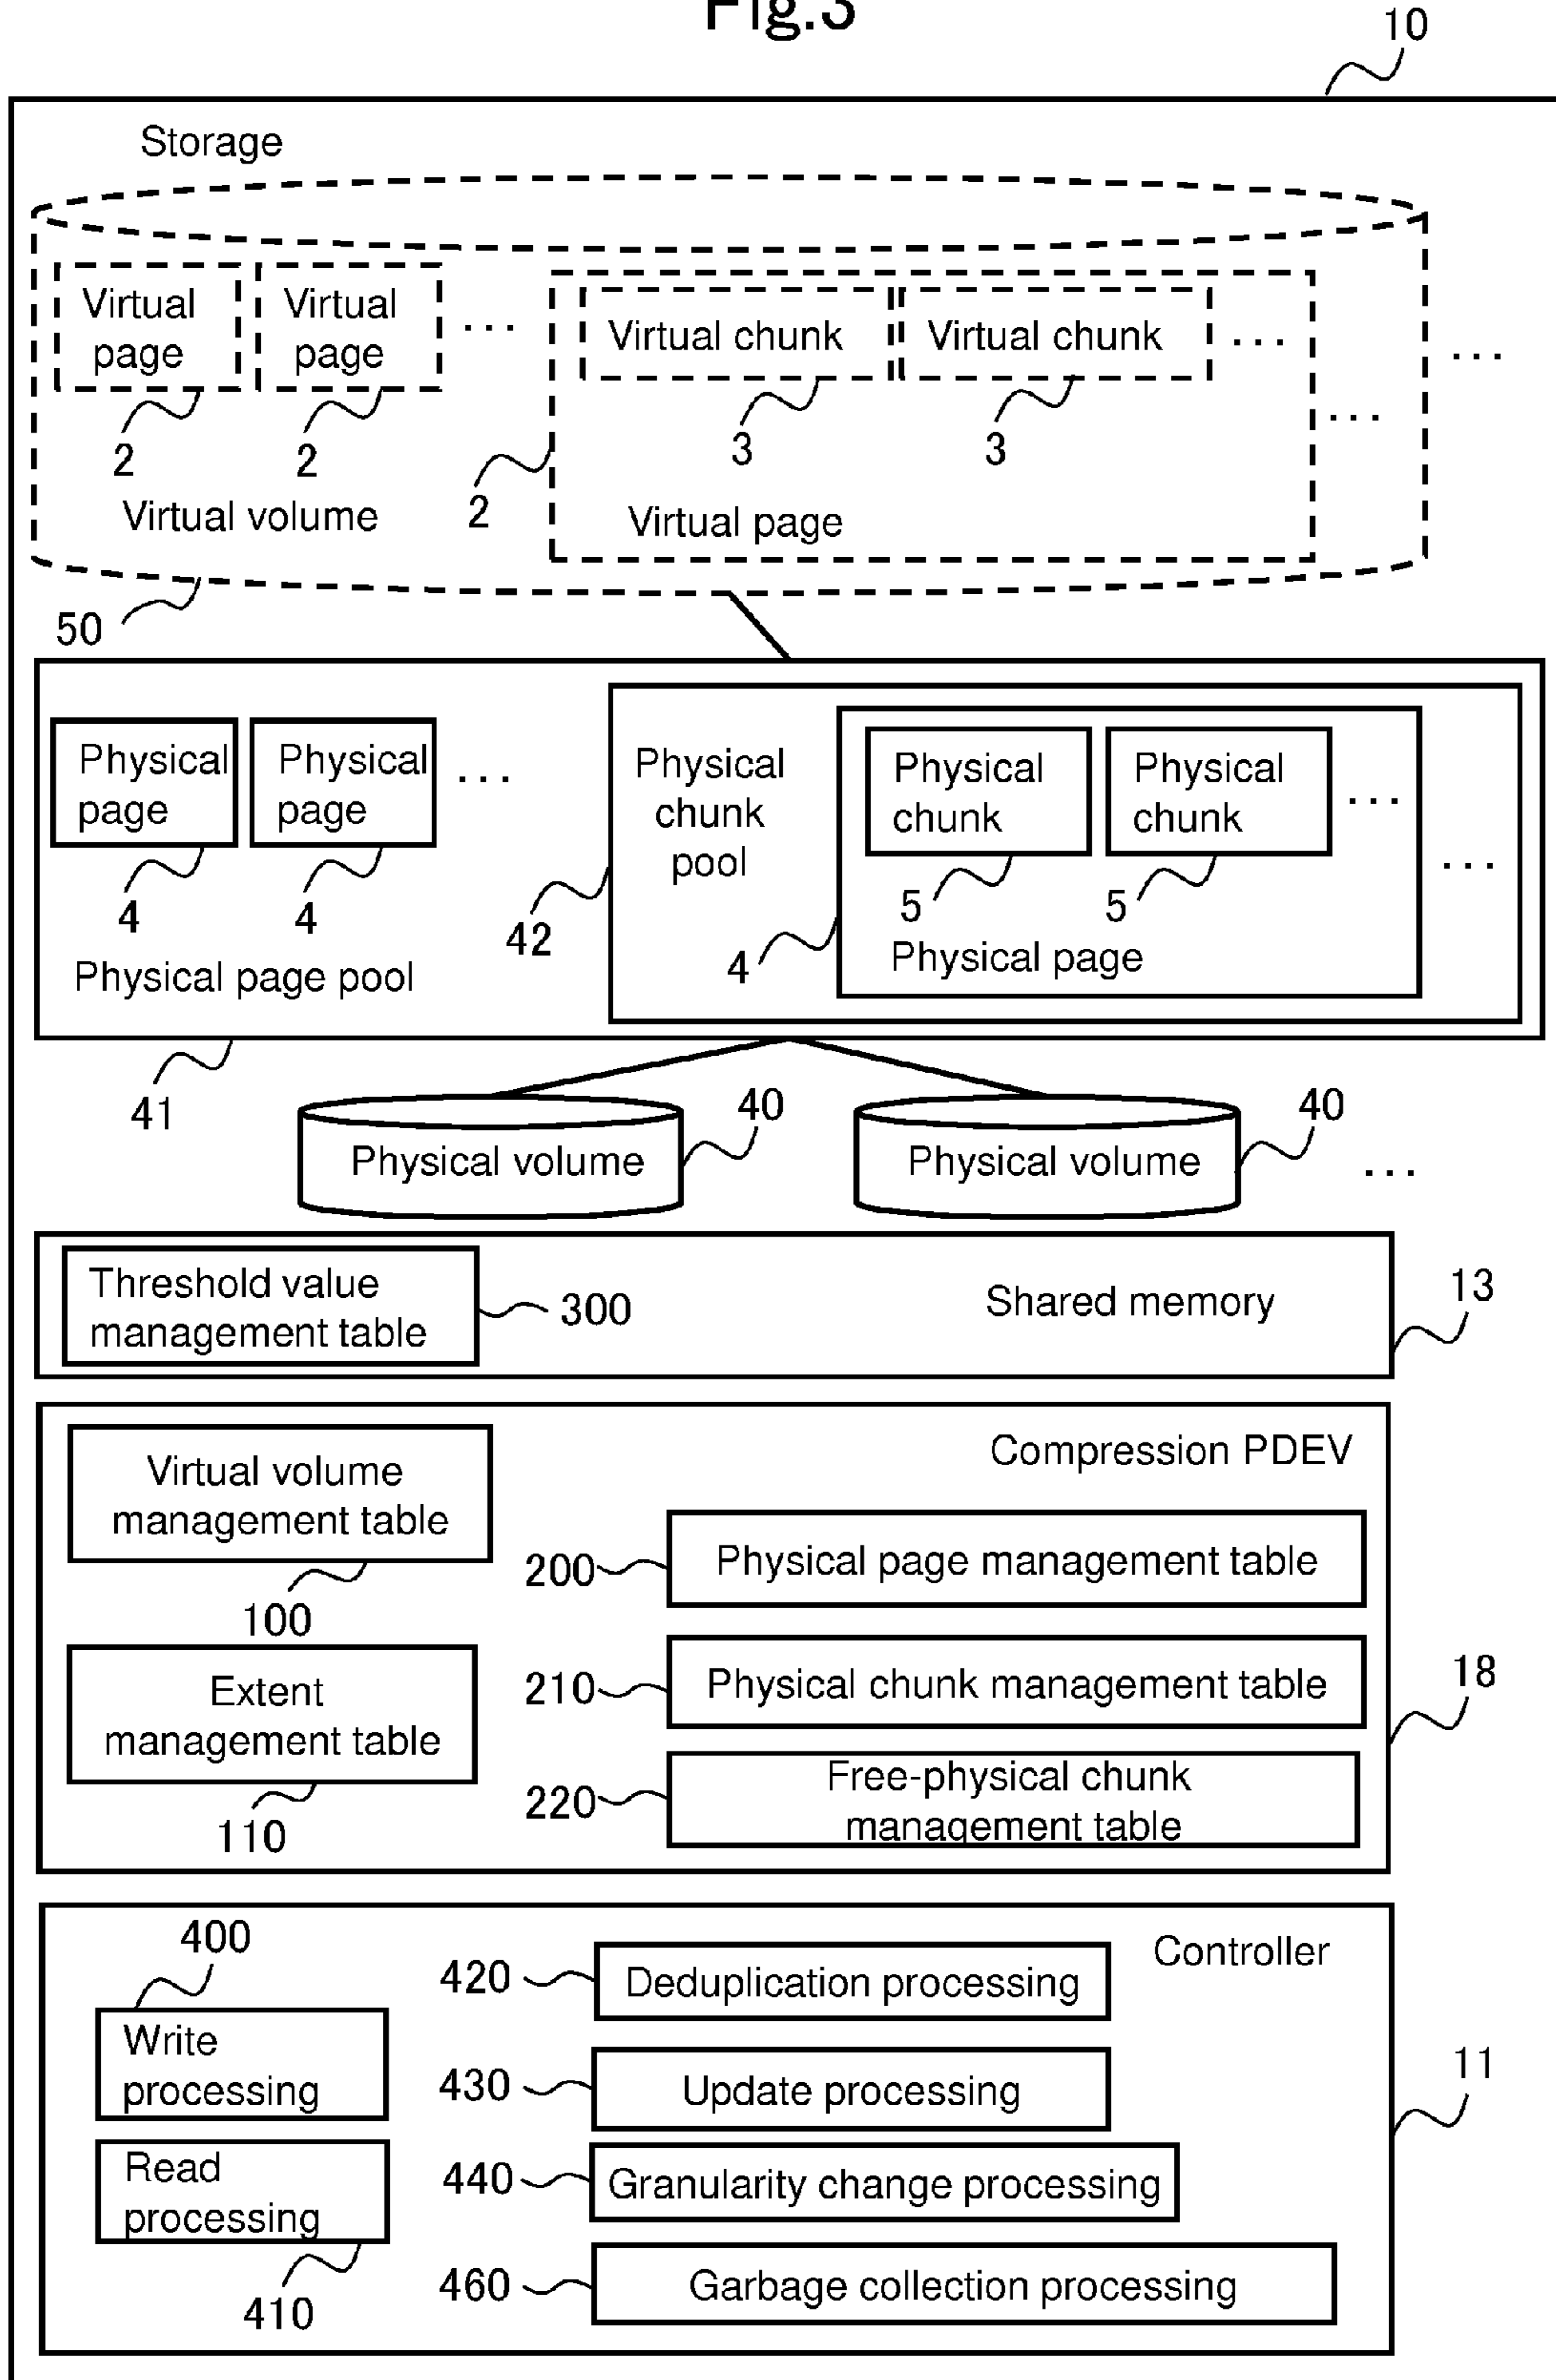 Fig.3
10
Storage
Virtual
page
Virtual
page
...
Virtual chunk
Virtual chunk
...
...
2
2
3
3
...
2
Virtual volume
Virtual page
50
Physical
page
Physical
page
...
Physical
chunk
pool
Physical
chunk
Physical
chunk
...
...
4
4
42
5
5
4
Physical page
Physical page pool
41
40
40
Physical volume
Physical volume
...
Threshold value
management table
300
Shared memory
13
Virtual volume
management table
100
Compression PDEV
200
Physical page management table
210
Physical chunk management table
18
Extent
management table
110
220
Free-physical chunk
management table
400
Controller
420
Deduplication processing
Write
processing
430
Update processing
11
Read
processing
440
Granularity change processing
410
460
Garbage collection processing